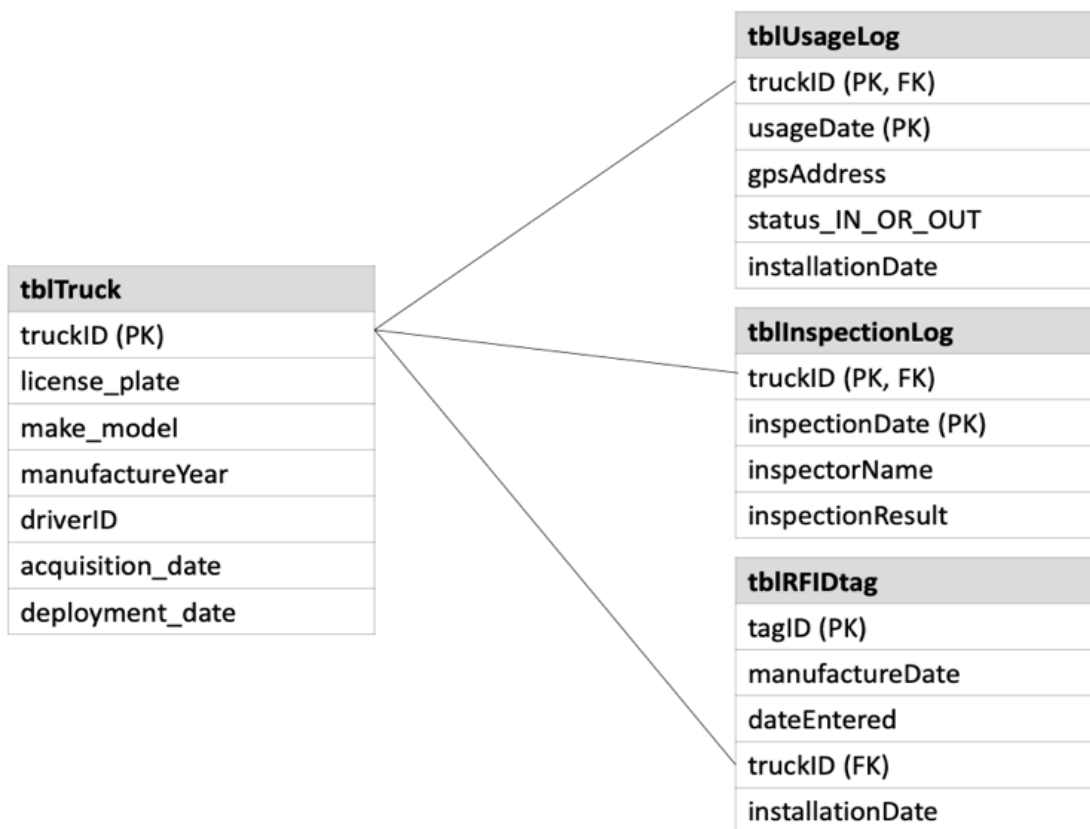 tblTruck
truckID (PK)
license_plate
make_model
manufactureYear
driverID
acquisition_date
deployment_date
tblUsageLog
truckID (PK, FK)
usageDate (PK)
gpsAddress
status_IN_OR_OUT
installationDate
tblInspectionLog
truckID (PK, FK)
inspectionDate (PK)
inspectorName
inspectionResult
tblRFIDtag
tagID (PK)
manufactureDate
dateEntered
truckID (FK)
installationDate